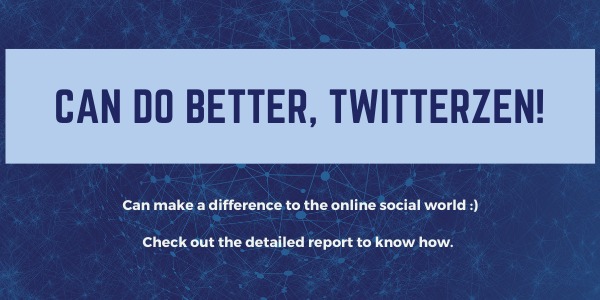 CAN DO BETTER, TWITTERZEN!
Can make a difference to the online social world :)
Check out the detailed report to know how.